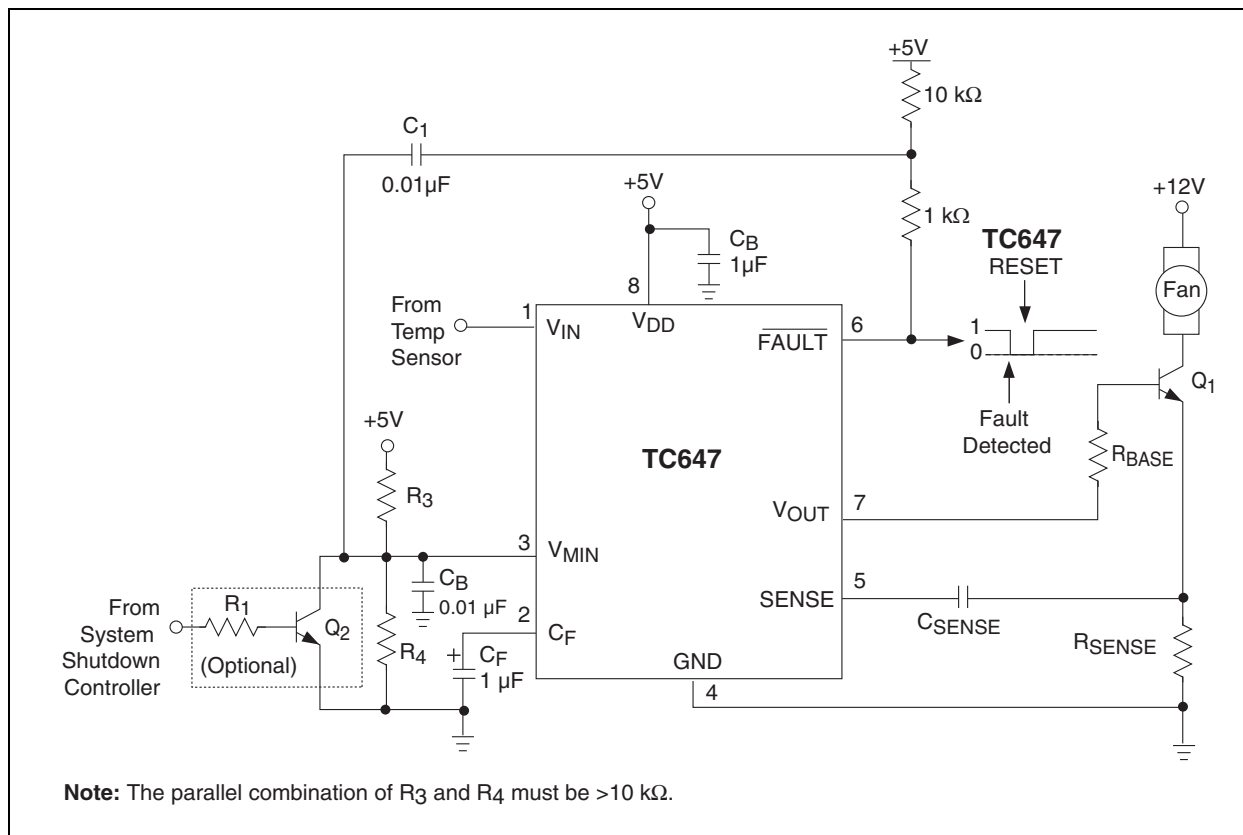 +5V
10 kΩ
C1
0.01µF
+5V
1 kΩ
+12V
CB
1µF
TC647
RESET
Fan
8
From
Temp
Sensor
1
VIN
VDD
FAULT
6
1
0
Q1
Fault
Detected
+5V
TC647
RBASE
R3
VOUT
7
3
VMIN
CB
0.01 µF
SENSE
5
CSENSE
From
System
Shutdown
Controller
R1
Q2
(Optional)
R4
2
CF
+
CF
1 µF
GND
4
RSENSE
Note: The parallel combination of R3 and R4 must be >10 kΩ.